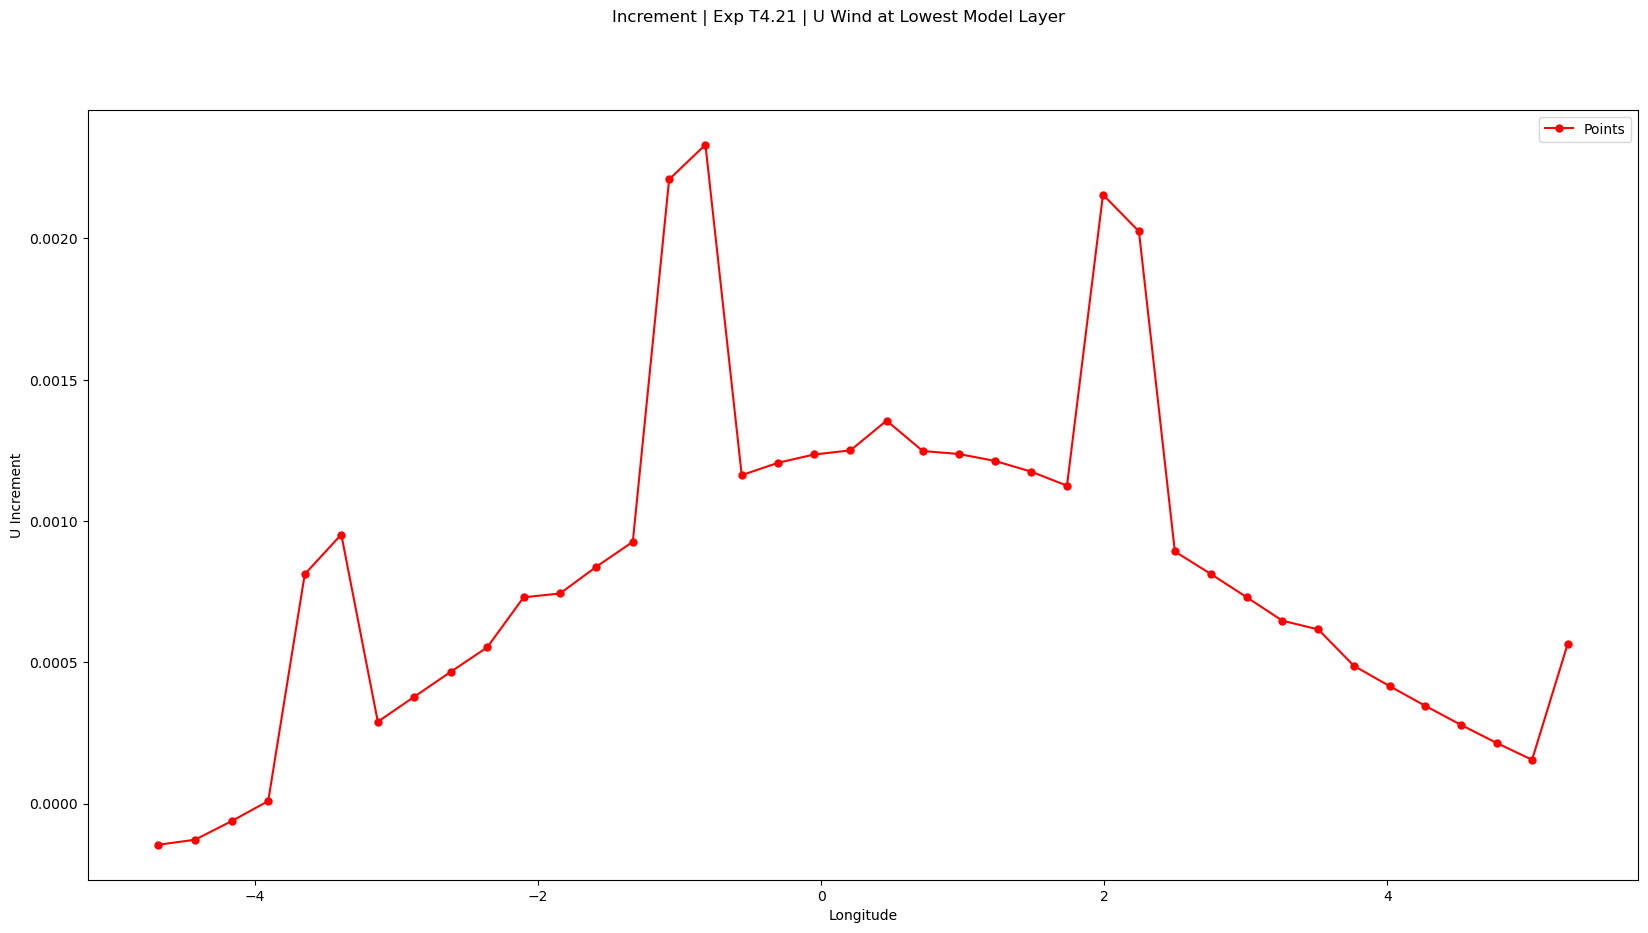 Increment | Exp T4.21 | U Wind at Lowest Model Layer
Points
U Increment
0.0020
0.0015
0.0010
0.0005
0.0000
−4
−2
0
2
4
Longitude